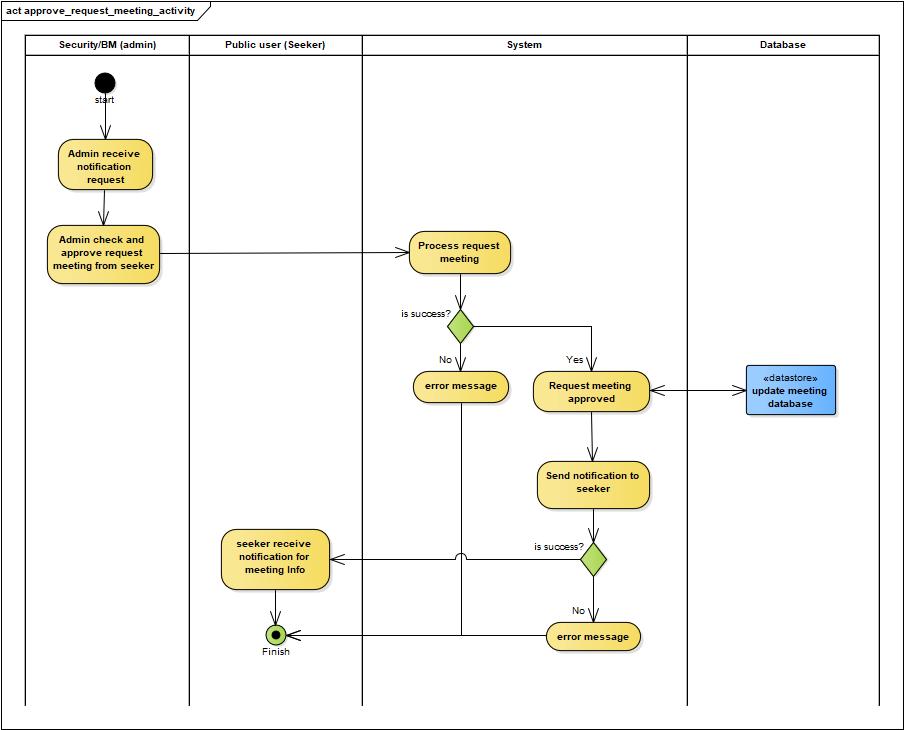 act approve_request_meeting_activity
Security/BM (admin)
Public user (Seeker)
System
Database
start
Admin receive
notification
request
Admin check and
approve request
meeting from seeker
Process request
meeting
is success?
No
Yes
error message
Request meeting
approved
«datastore»
update meeting
database
Send notification to
seeker
is success?
seeker receive
notification for
meeting Info
No
error message
Finish